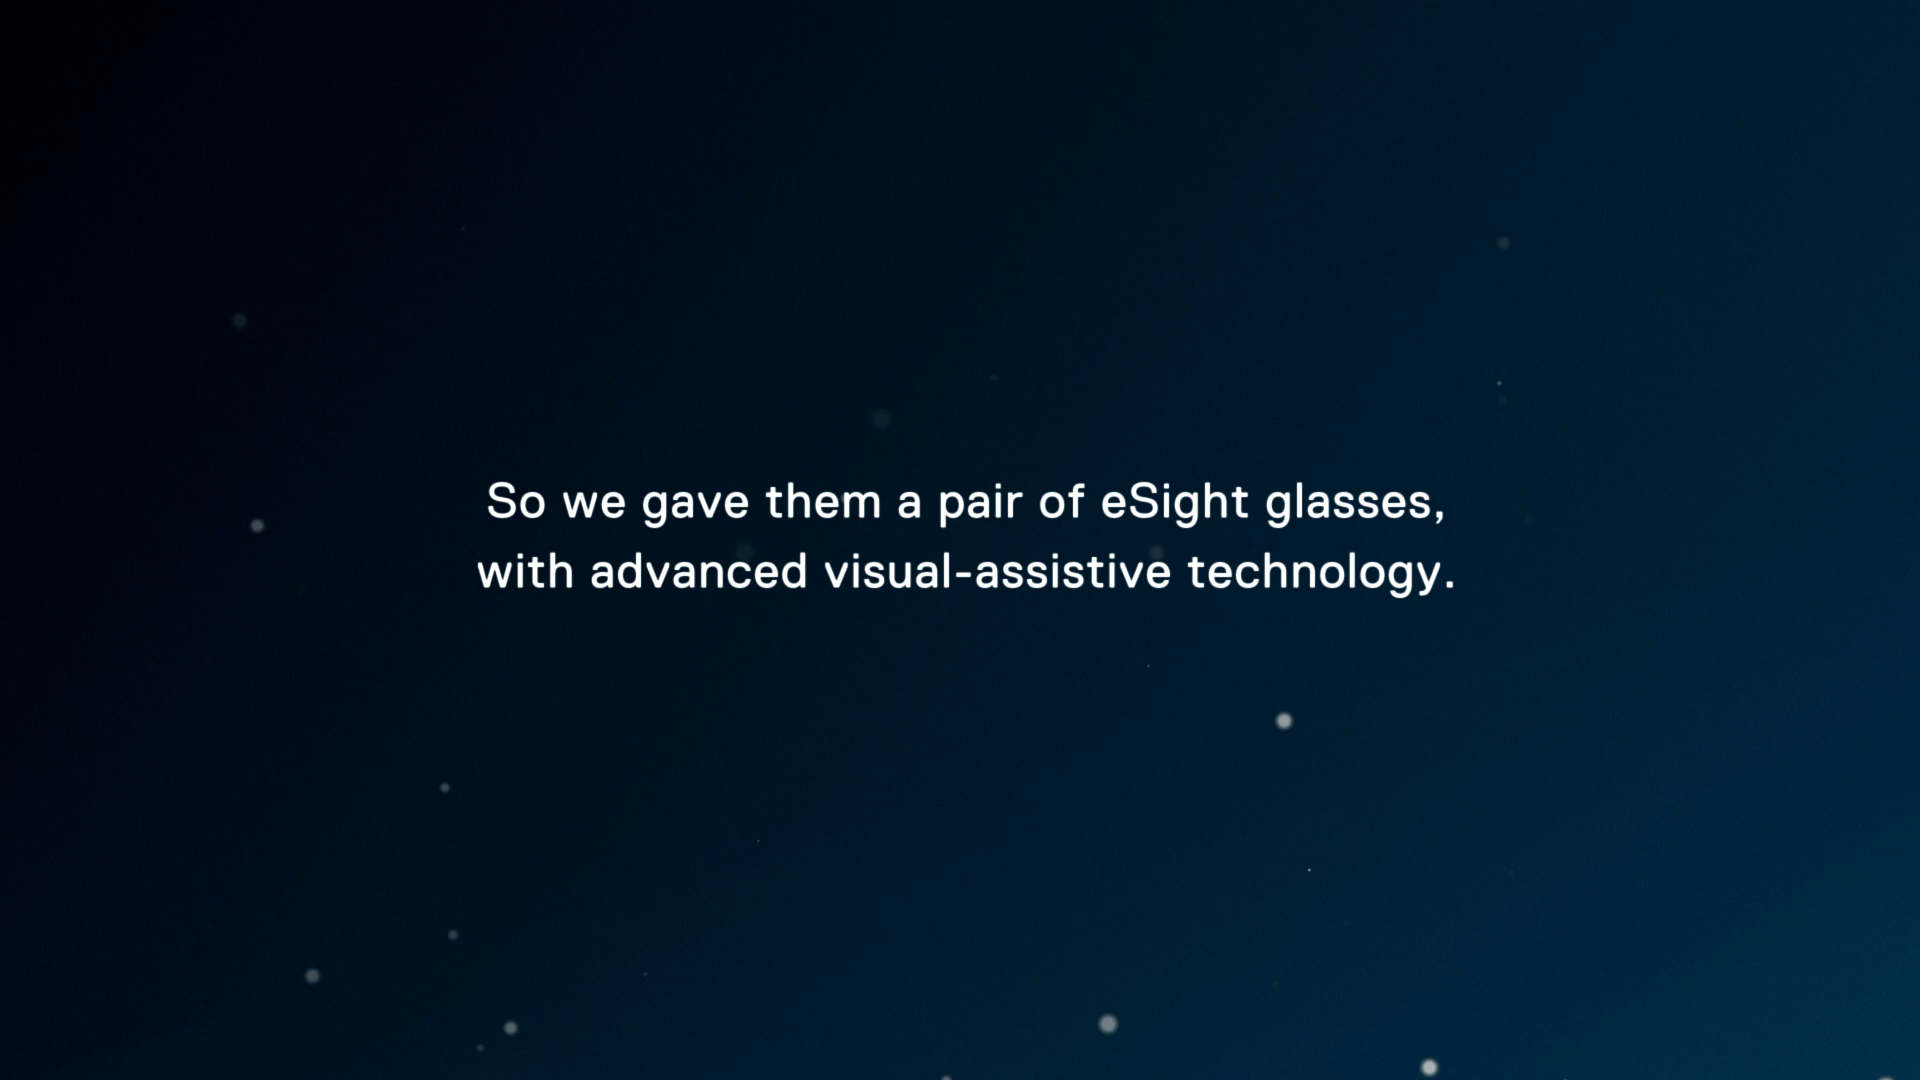 So we gave them a pair of eSight glasses,
with advanced visual-assistive technology.